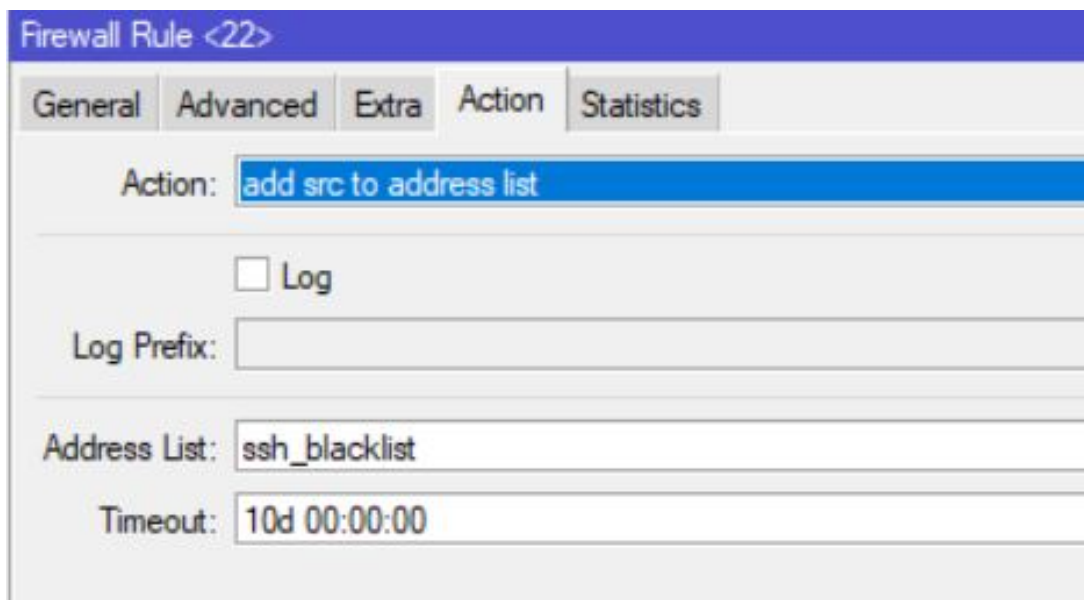 Firewall Rule <22>
General Advanced Extra Action Statistics
Action: add src to address list
Log
Log Prefix:
Address List: ssh_blacklist
Timeout: 10d 00:00:00